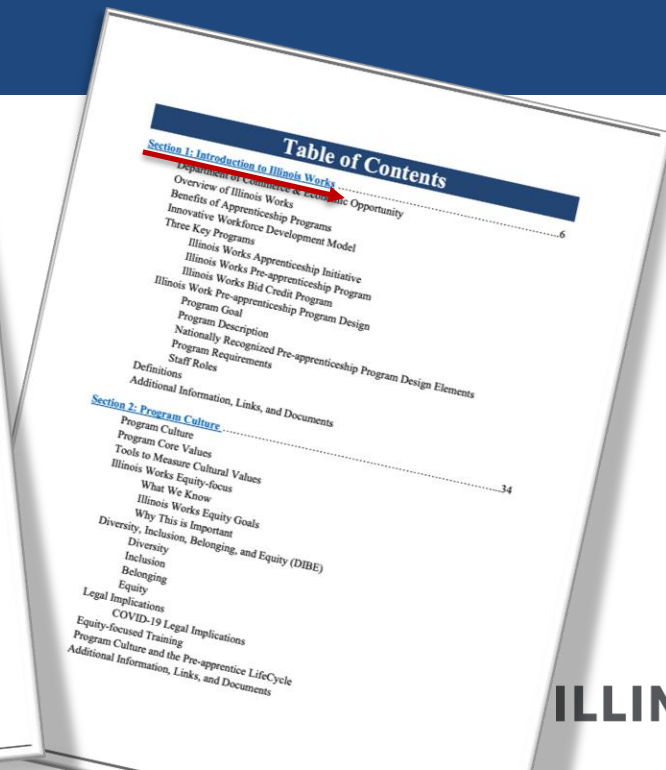 Table of Contents
Section 1: Introduction to Illinois Works ..........6
Department of Commerce & Economic Opportunity
Overview of Illinois Works
Benefits of Apprenticeship Programs
Innovative Workforce Development Model
Three Key Programs
Illinois Works Apprenticeship Initiative
Illinois Works Pre-apprenticeship Program
Illinois Works Bid Credit Program
Illinois Work Pre-apprenticeship Program Design
Program Goal
Program Description
Nationally Recognized Pre-apprenticeship Program Design Elements
Program Requirements
Staff Roles
Definitions
Additional Information, Links, and Documents
Section 2: Program Culture ..........34
Program Culture
Program Core Values
Tools to Measure Cultural Values
Illinois Works Equity-focus
What We Know
Illinois Works Equity Goals
Why This is Important
Diversity, Inclusion, Belonging, and Equity (DIBE)
Diversity
Inclusion
Belonging
Equity
Legal Implications
COVID-19 Legal Implications
Equity-focused Training
Program Culture and the Pre-apprentice LifeCycle
Additional Information, Links, and Documents
ILLIN